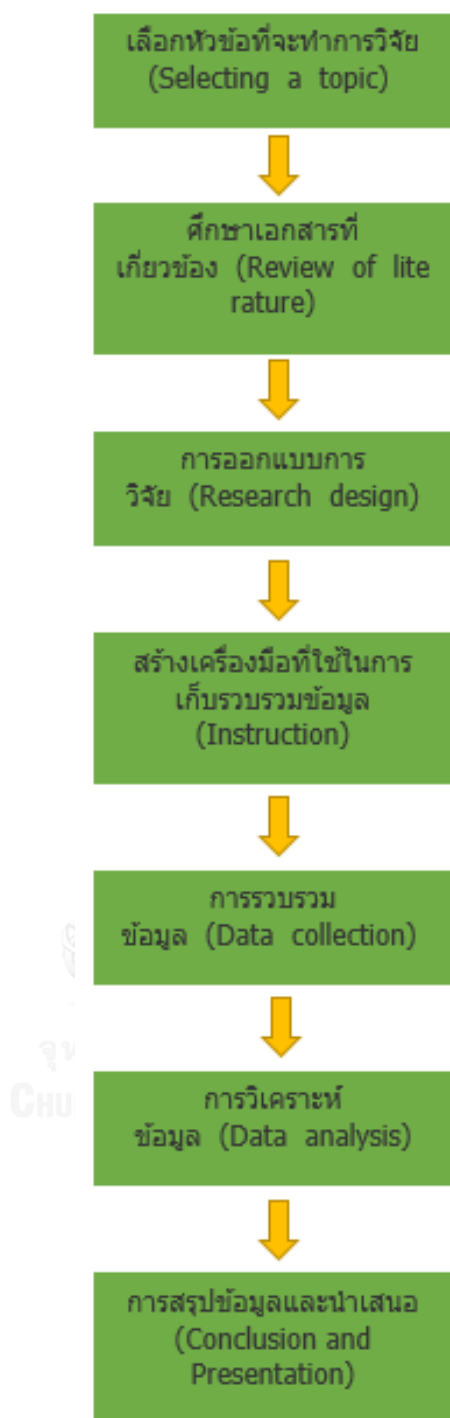 เลือกหัวข้อที่จะทำการวิจัย
(Selecting a topic)
ศึกษาเอกสารที่
เกี่ยวข้อง (Review of lite
rature)
การออกแบบการ
วิจัย (Research design)
สร้างเครื่องมือที่ใช้ในการ
เก็บรวบรวมข้อมูล
(Instruction)
การรวบรวม
ข้อมูล (Data collection)
จุฬ
CHU
การวิเคราะห์
ข้อมูล (Data analysis)
การสรุปข้อมูลและนำเสนอ
(Conclusion and
Presentation)